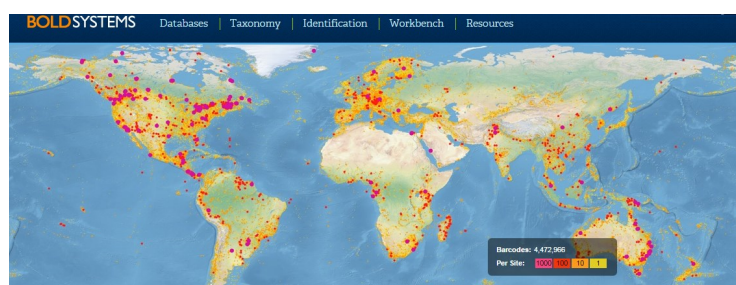 BOLDSYSTEMS Databases | Taxonomy | Identification | Workbench | Resources
Barcodes: 4,472,966
Per Site: 1000 100 10 1